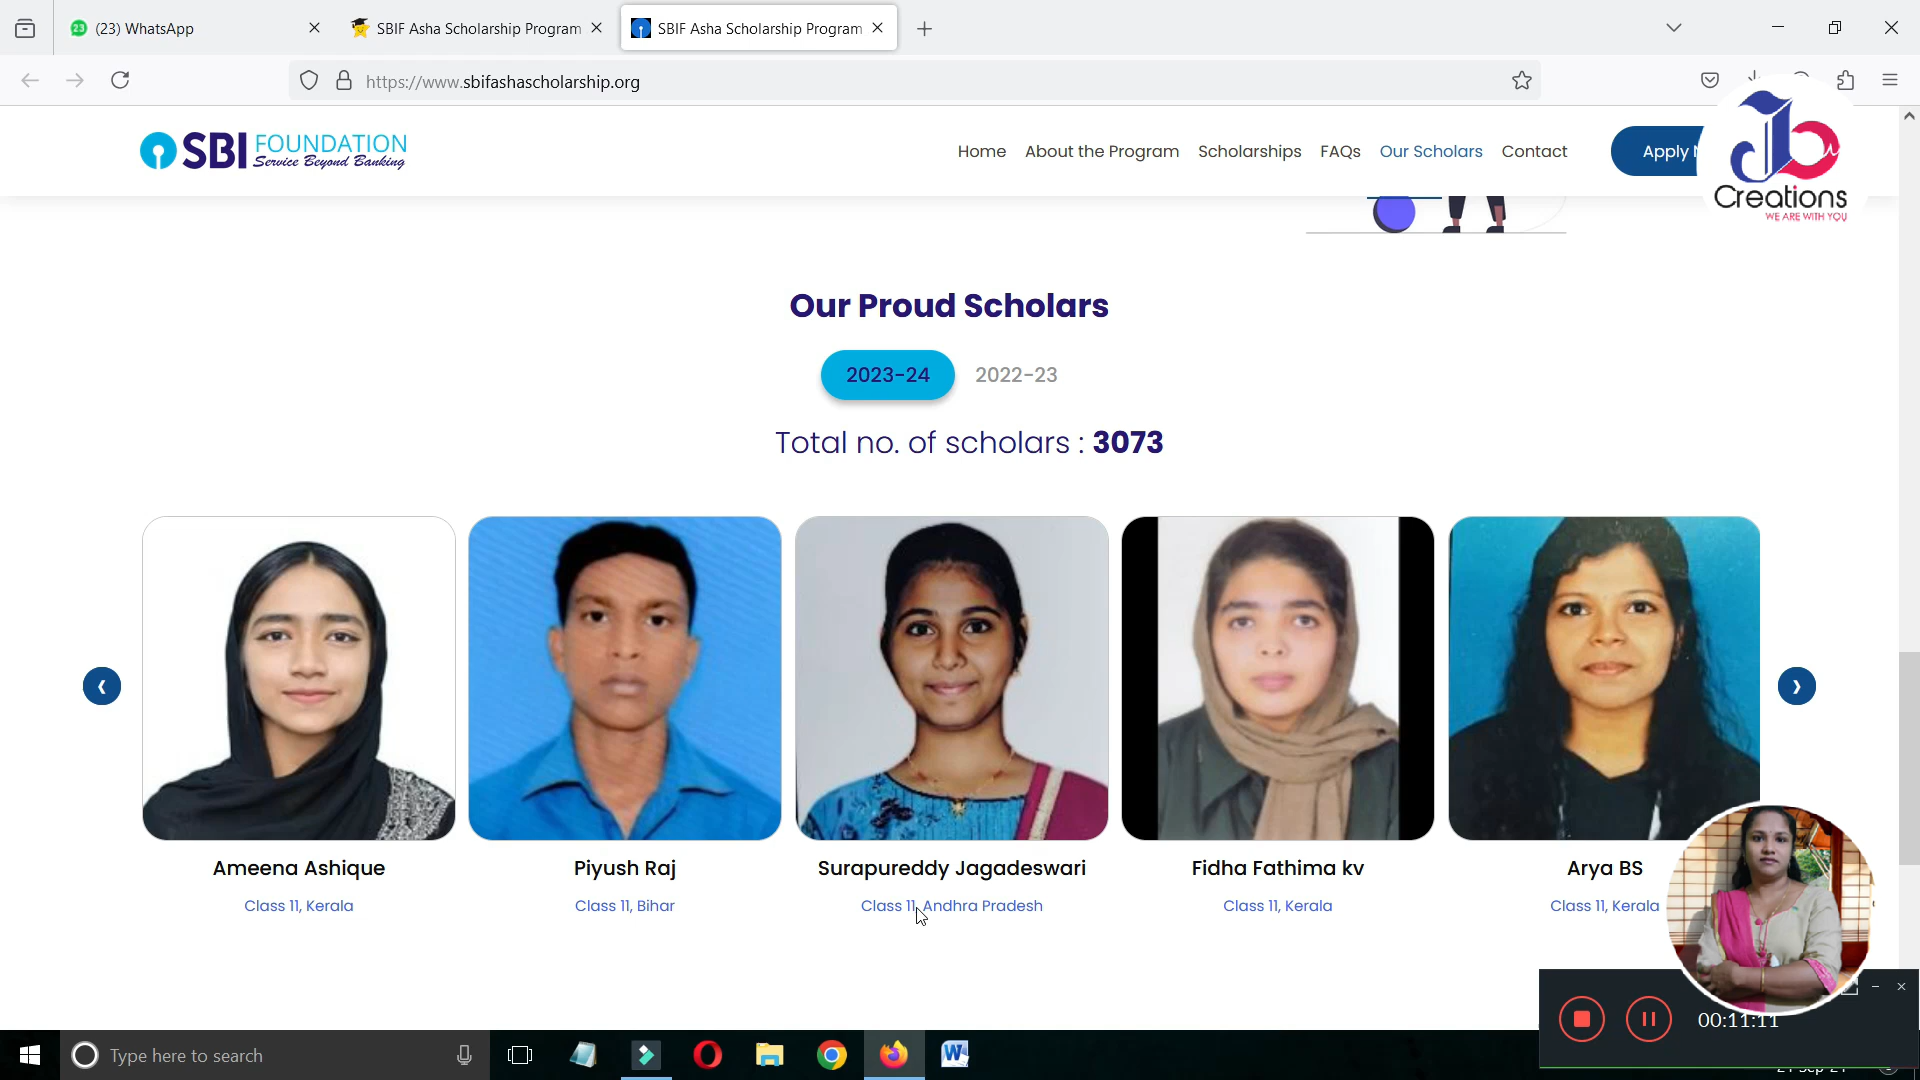 23
(23) WhatsApp
SBIF Asha Scholarship Program
SBIF Asha Scholarship Program
https://www.sbifashascholarship.org
SBI FOUNDATION
Service Beyond Banking
Home
About the Program
Scholarships
FAQs
Our Scholars
Contact
Apply
Creations
WE ARE WITH YOU
Our Proud Scholars
2023-24
2022-23
Total no. of scholars : 3073
Ameena Ashique
Piyush Raj
Surapureddy Jagadeswari
Fidha Fathima kv
Arya BS
Class 11, Kerala
Class 11, Bihar
Class 11, Andhra Pradesh
Class 11, Kerala
Class 11, Kerala
00:11:11
Type here to search